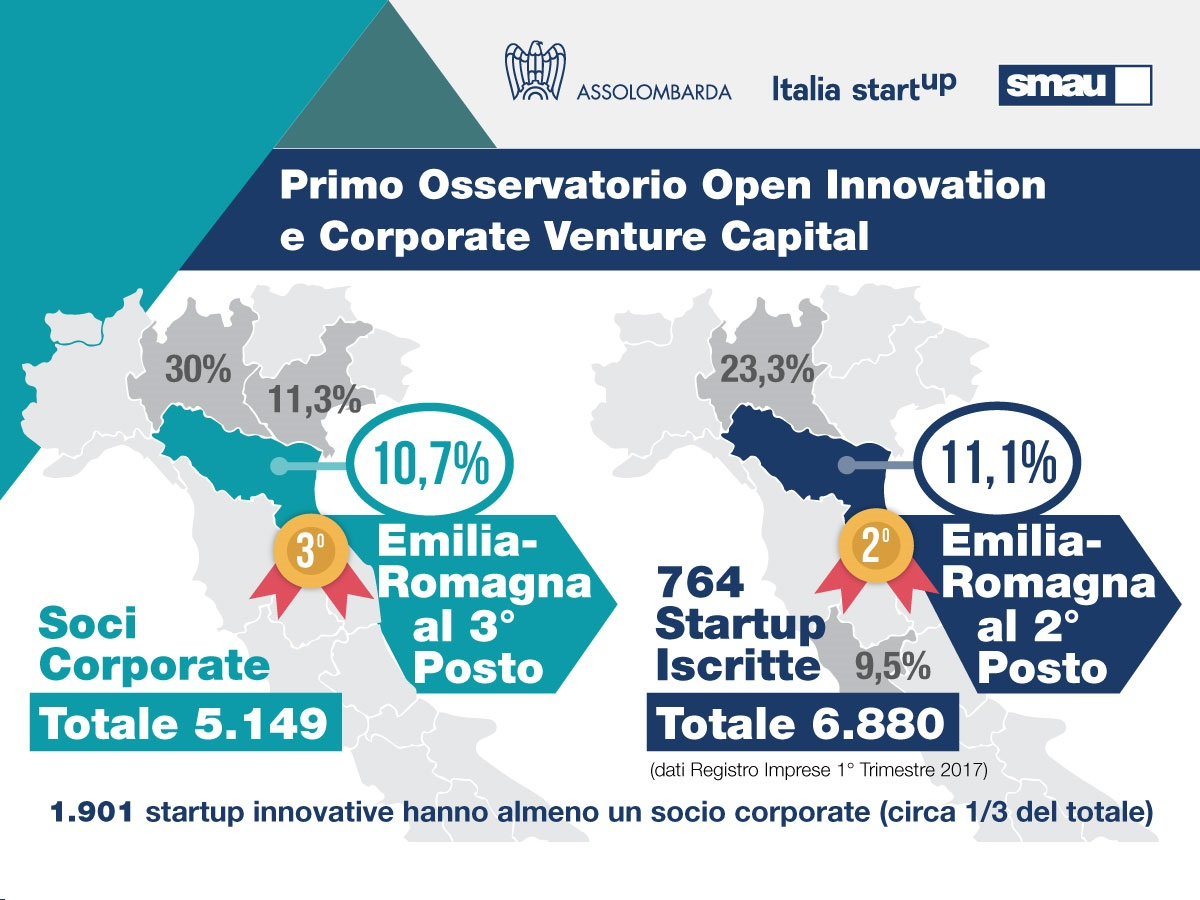 ASSOLOMBARDA
Italia startup
smau
Primo Osservatorio Open Innovation
e Corporate Venture Capital
30%
11,3%
10,7%
3°
Emilia-
Romagna
al 3°
Posto
Soci
Corporate
Totale 5.149
23,3%
11,1%
2°
Emilia-
Romagna
al 2°
Posto
764
Startup
Iscritte
9,5%
Totale 6.880
(dati Registro Imprese 1° Trimestre 2017)
1.901 startup innovative hanno almeno un socio corporate (circa 1/3 del totale)